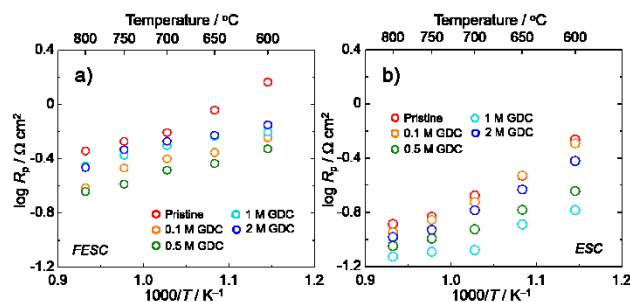 Temperature / °C
800 750 700 650 600
a)
log Rp / Ω cm²
0.4
0
-0.4
-0.8
-1.2
Pristine
0.1 M GDC
0.5 M GDC
1 M GDC
2 M GDC
FESC
0.9 1.0 1.1 1.2
1000/T / K⁻¹
Temperature / °C
800 750 700 650 600
b)
log Rp / Ω cm²
0.4
0
-0.4
-0.8
-1.2
Pristine
0.1 M GDC
0.5 M GDC
1 M GDC
2 M GDC
ESC
0.9 1.0 1.1 1.2
1000/T / K⁻¹